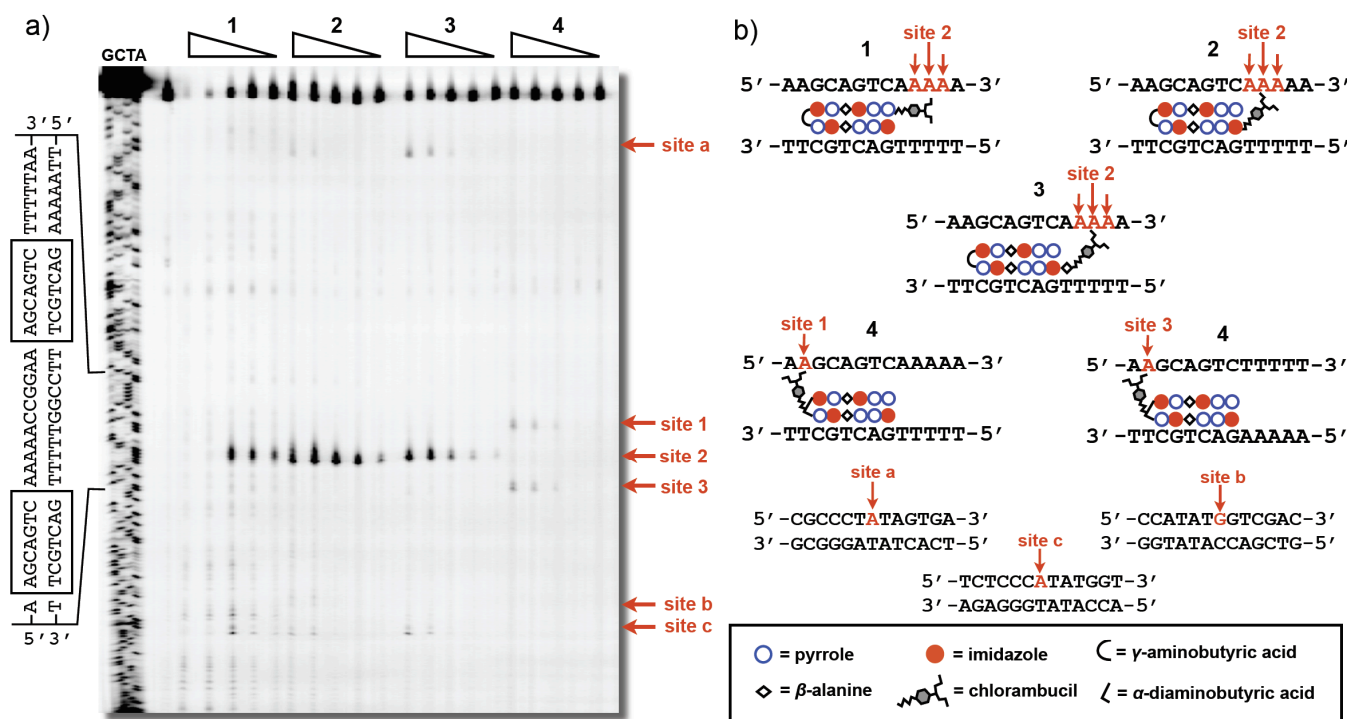 a)
1 2 3 4
GCTA
3' 5'
TTTTTAA
AAAAATT
AGCAGTC
TCGTCAG
AAAAACCGGAA
TTTTTGGCCTT
AGCAGTC
TCGTCAG
A
T
5' 3'
site a
site 1
site 2
site 3
site b
site c
b)
site 2
1
5'-AAGCAGTCAAAAA-3'
3'-TTCGTCAGTTTTT-5'
site 2
2
5'-AAGCAGTCAAAAA-3'
3'-TTCGTCAGTTTTT-5'
site 2
3
5'-AAGCAGTCAAAAA-3'
3'-TTCGTCAGTTTTT-5'
site 1
4
5'-AAGCAGTCAAAAA-3'
3'-TTCGTCAGTTTTT-5'
site 3
4
5'-AAGCAGTCTTTTT-3'
3'-TTCGTCAGAAAAA-5'
site a
5'-CGCCCTATAGTGA-3'
3'-GCGGGATATCACT-5'
site b
5'-CCATATGGTCGAC-3'
3'-GGTATACCAGCTG-5'
site c
5'-TCTCCCATATGGT-3'
3'-AGAGGGTATACCA-5'
= pyrrole
= imidazole
= γ-aminobutyric acid
= β-alanine
= chlorambucil
= α-diaminobutyric acid